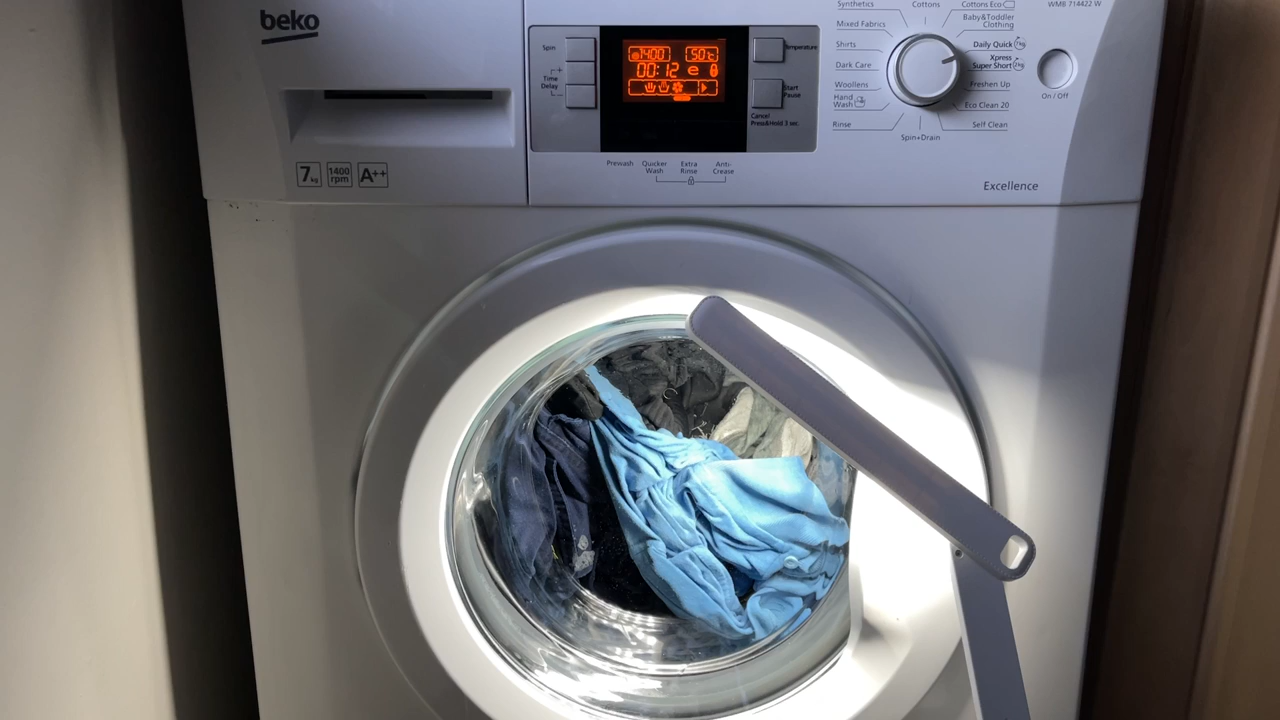 beko
WMB 714422 W
Synthetics
Cottons
Cottons Eco
Mixed Fabrics
Baby&Toddler
Clothing
Shirts
Daily Quick
Dark Care
Xpress
Super Short
Woollens
Freshen Up
Hand
Wash
Eco Clean 20
Rinse
Self Clean
Spin+Drain
On / Off
Spin
Time
Delay
1400
50°c
00:12 e
Temperature
Start
Pause
Cancel
Press&Hold 3 sec.
Prewash
Quicker
Wash
Extra
Rinse
Anti-
Crease
7kg
1400
rpm
A++
Excellence